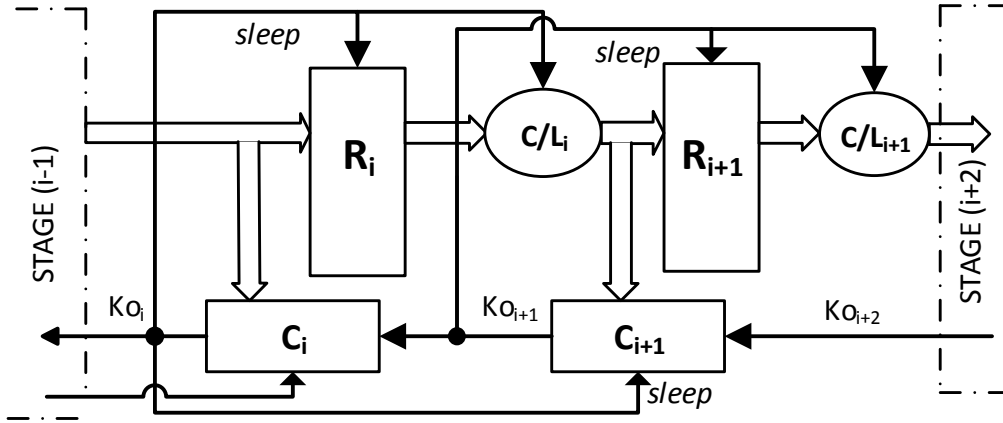 sleep
sleep
STAGE (i-1)
Rᵢ
C/Lᵢ
Rᵢ₊₁
C/Lᵢ₊₁
STAGE (i+2)
Koᵢ
Cᵢ
Koᵢ₊₁
Cᵢ₊₁
Koᵢ₊₂
sleep